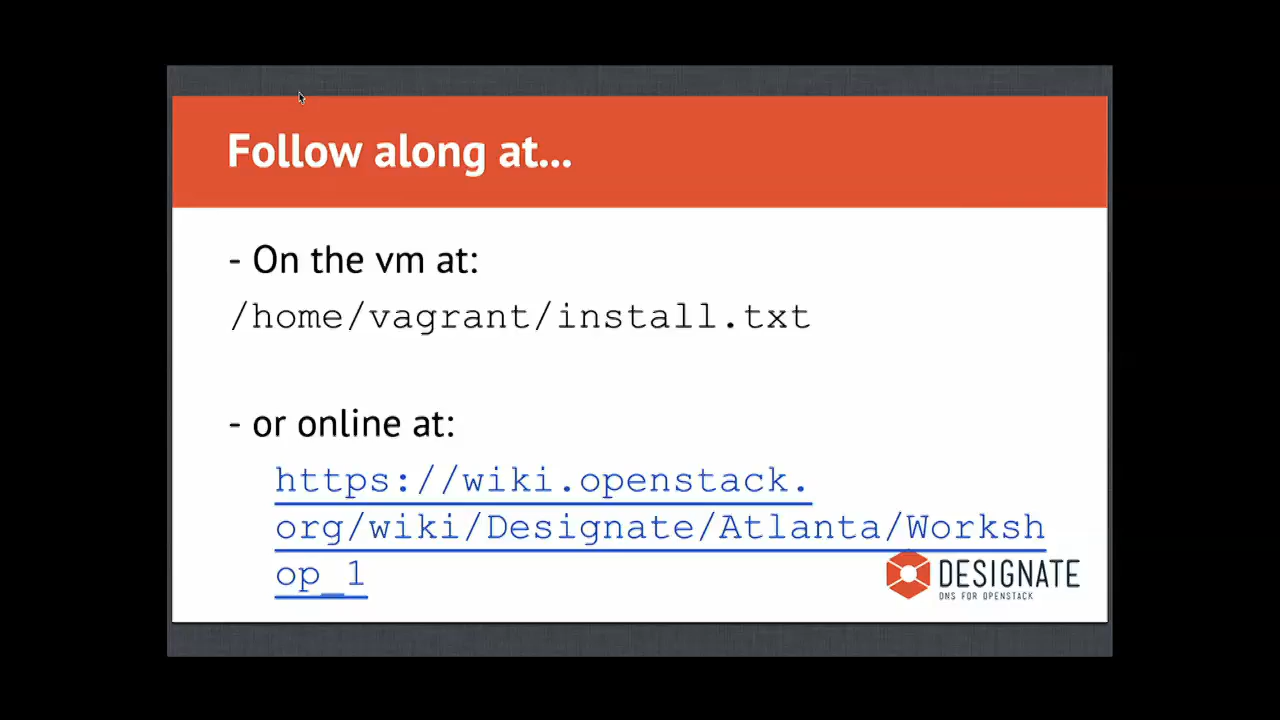 Follow along at...
- On the vm at:
/home/vagrant/install.txt
- or online at:
https://wiki.openstack.
org/wiki/Designate/Atlanta/Worksh
op_1
DESIGNATE
DNS FOR OPENSTACK